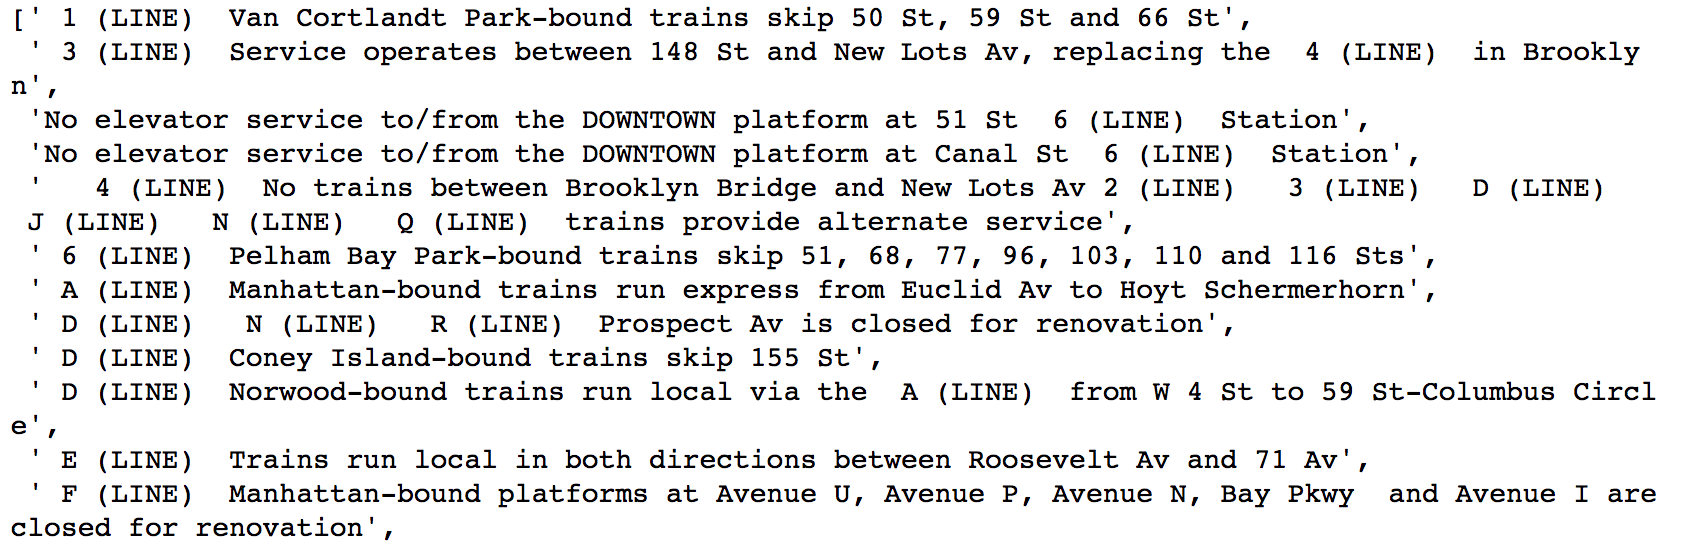 [' 1 (LINE)  Van Cortlandt Park-bound trains skip 50 St, 59 St and 66 St',
 ' 3 (LINE)  Service operates between 148 St and New Lots Av, replacing the  4 (LINE)  in Brookly
n',
 'No elevator service to/from the DOWNTOWN platform at 51 St  6 (LINE)  Station',
 'No elevator service to/from the DOWNTOWN platform at Canal St  6 (LINE)  Station',
 '   4 (LINE)  No trains between Brooklyn Bridge and New Lots Av 2 (LINE)   3 (LINE)   D (LINE)
 J (LINE)   N (LINE)   Q (LINE)  trains provide alternate service',
 ' 6 (LINE)  Pelham Bay Park-bound trains skip 51, 68, 77, 96, 103, 110 and 116 Sts',
 ' A (LINE)  Manhattan-bound trains run express from Euclid Av to Hoyt Schermerhorn',
 ' D (LINE)   N (LINE)   R (LINE)  Prospect Av is closed for renovation',
 ' D (LINE)  Coney Island-bound trains skip 155 St',
 ' D (LINE)  Norwood-bound trains run local via the  A (LINE)  from W 4 St to 59 St-Columbus Circl
e',
 ' E (LINE)  Trains run local in both directions between Roosevelt Av and 71 Av',
 ' F (LINE)  Manhattan-bound platforms at Avenue U, Avenue P, Avenue N, Bay Pkwy  and Avenue I are
closed for renovation',